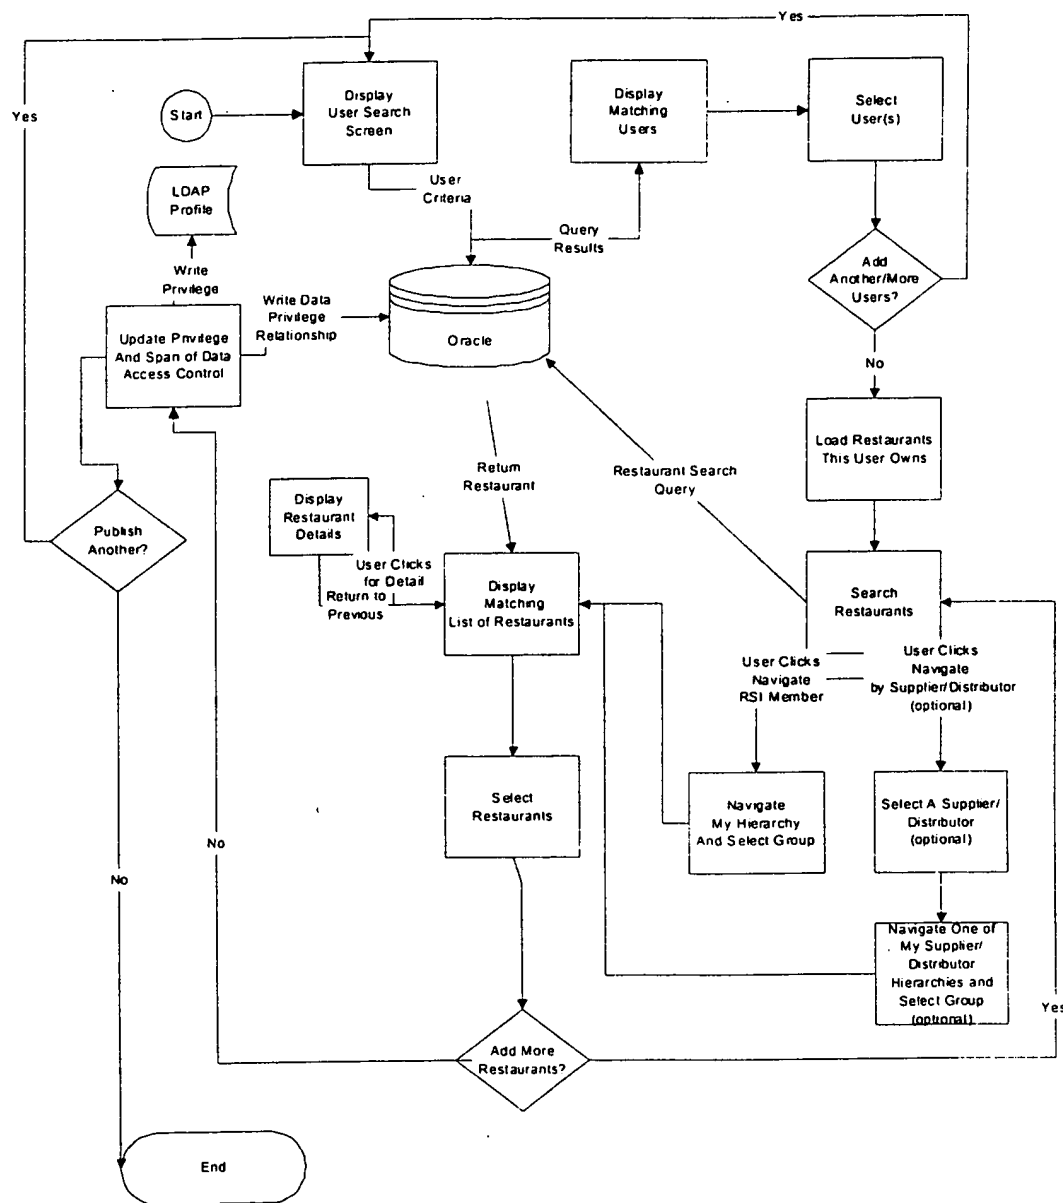 Yes
Yes
Start
Display
User Search
Screen
Display
Matching
Users
Select
User(s)
LDAP
Profile
User
Criteria
Query
Results
Write
Privilege
Add
Another/More
Users?
Write Data
Privilege
Relationship
Oracle
Update Privilege
And Span of Data
Access Control
No
Load Restaurants
This User Owns
Return
Restaurant
Restaurant Search
Query
Display
Restaurant
Details
Publish
Another?
User Clicks
for Detail
Return to
Previous
Display
Matching
List of Restaurants
Search
Restaurants
User Clicks
Navigate
RSI Member
User Clicks
Navigate
by Supplier/Distributor
(optional)
Select
Restaurants
Navigate
My Hierarchy
And Select Group
Select A Supplier/
Distributor
(optional)
No
No
Navigate One of
My Supplier/
Distributor
Hierarchies and
Select Group
(optional)
Yes
Add More
Restaurants?
End